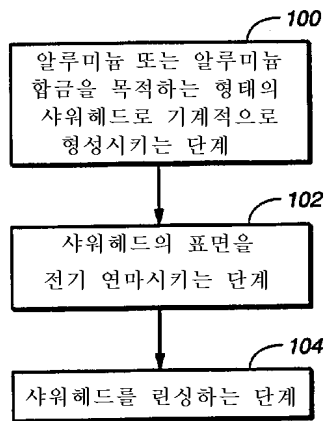 100
알루미늄 또는 알루미늄
합금을 목적하는 형태의
샤워헤드로 기계적으로
형성시키는 단계
102
샤워헤드의 표면을
전기 연마시키는 단계
104
샤워헤드를 린싱하는 단계